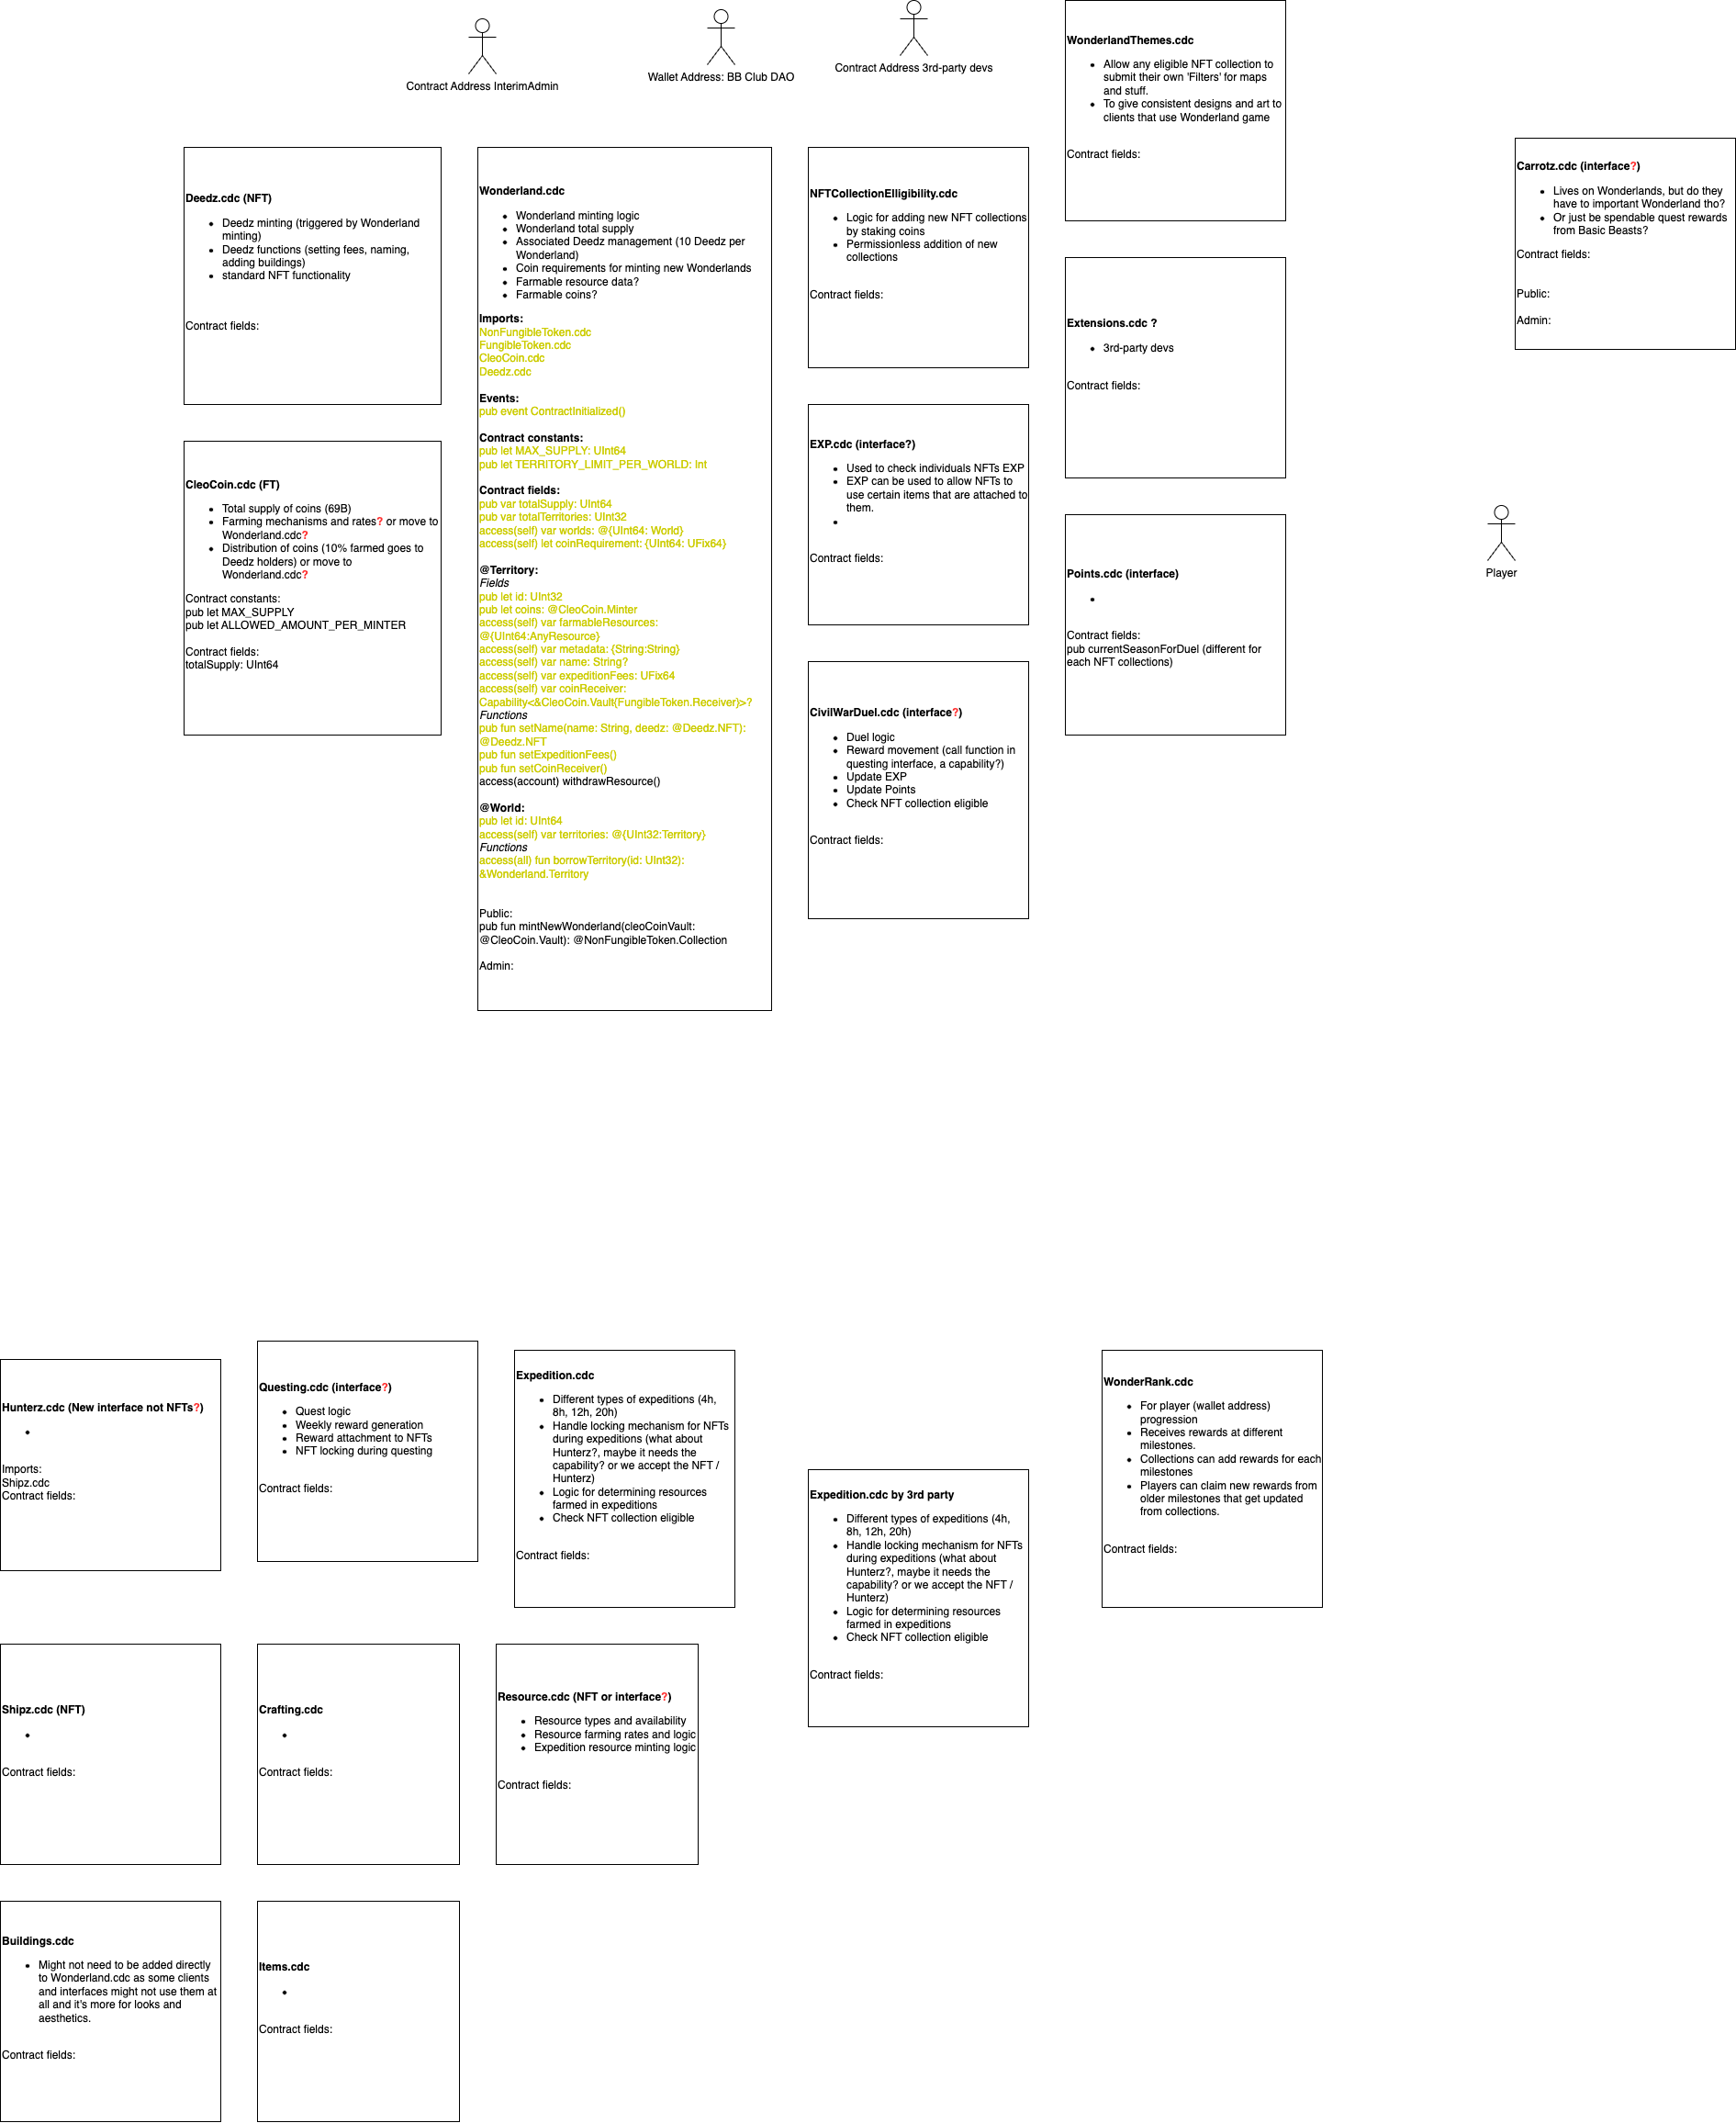 Contract Address InterimAdmin
Wallet Address: BB Club DAO
Contract Address 3rd-party devs
WonderlandThemes.cdc
• Allow any eligible NFT collection to
submit their own 'Filters' for maps
and stuff.
• To give consistent designs and art to
clients that use Wonderland game
Contract fields:
Carrotz.cdc (interface?)
• Lives on Wonderlands, but do they
have to important Wonderland tho?
• Or just be spendable quest rewards
from Basic Beasts?
Contract fields:
Public:
Admin:
Deedz.cdc (NFT)
• Deedz minting (triggered by Wonderland
minting)
• Deedz functions (setting fees, naming,
adding buildings)
• standard NFT functionality
Contract fields:
Wonderland.cdc
• Wonderland minting logic
• Wonderland total supply
• Associated Deedz management (10 Deedz per
Wonderland)
• Coin requirements for minting new Wonderlands
• Farmable resource data?
• Farmable coins?
Imports:
NonFungibleToken.cdc
FungibleToken.cdc
CleoCoin.cdc
Deedz.cdc
Events:
pub event ContractInitialized()
Contract constants:
pub let MAX_SUPPLY: UInt64
pub let TERRITORY_LIMIT_PER_WORLD: Int
Contract fields:
pub var totalSupply: UInt64
pub var totalTerritories: UInt32
access(self) var worlds: @{UInt64: World}
access(self) let coinRequirement: {UInt64: UFix64}
@Territory:
Fields
pub let id: UInt32
pub let coins: @CleoCoin.Minter
access(self) var farmableResources:
@{UInt64:AnyResource}
access(self) var metadata: {String:String}
access(self) var name: String?
access(self) var expeditionFees: UFix64
access(self) var coinReceiver:
Capability<&CleoCoin.Vault{FungibleToken.Receiver}>?
Functions
pub fun setName(name: String, deedz: @Deedz.NFT):
@Deedz.NFT
pub fun setExpeditionFees()
pub fun setCoinReceiver()
access(account) withdrawResource()
@World:
pub let id: UInt64
access(self) var territories: @{UInt32:Territory}
Functions
access(all) fun borrowTerritory(id: UInt32):
&Wonderland.Territory
Public:
pub fun mintNewWonderland(cleoCoinVault:
@CleoCoin.Vault): @NonFungibleToken.Collection
Admin:
NFTCollectionElligibility.cdc
• Logic for adding new NFT collections
by staking coins
• Permissionless addition of new
collections
Contract fields:
Extensions.cdc ?
• 3rd-party devs
Contract fields:
CleoCoin.cdc (FT)
• Total supply of coins (69B)
• Farming mechanisms and rates? or move to
Wonderland.cdc?
• Distribution of coins (10% farmed goes to
Deedz holders) or move to
Wonderland.cdc?
Contract constants:
pub let MAX_SUPPLY
pub let ALLOWED_AMOUNT_PER_MINTER
Contract fields:
totalSupply: UInt64
EXP.cdc (interface?)
• Used to check individuals NFTs EXP
• EXP can be used to allow NFTs to
use certain items that are attached to
them.
•
Contract fields:
Points.cdc (interface)
•
Contract fields:
pub currentSeasonForDuel (different for
each NFT collections)
Player
CivilWarDuel.cdc (interface?)
• Duel logic
• Reward movement (call function in
questing interface, a capability?)
• Update EXP
• Update Points
• Check NFT collection eligible
Contract fields:
Hunterz.cdc (New interface not NFTs?)
•
Imports:
Shipz.cdc
Contract fields:
Questing.cdc (interface?)
• Quest logic
• Weekly reward generation
• Reward attachment to NFTs
• NFT locking during questing
Contract fields:
Expedition.cdc
• Different types of expeditions (4h,
8h, 12h, 20h)
• Handle locking mechanism for NFTs
during expeditions (what about
Hunterz?, maybe it needs the
capability? or we accept the NFT /
Hunterz)
• Logic for determining resources
farmed in expeditions
• Check NFT collection eligible
Contract fields:
Expedition.cdc by 3rd party
• Different types of expeditions (4h,
8h, 12h, 20h)
• Handle locking mechanism for NFTs
during expeditions (what about
Hunterz?, maybe it needs the
capability? or we accept the NFT /
Hunterz)
• Logic for determining resources
farmed in expeditions
• Check NFT collection eligible
Contract fields:
WonderRank.cdc
• For player (wallet address)
progression
• Receives rewards at different
milestones.
• Collections can add rewards for each
milestones
• Players can claim new rewards from
older milestones that get updated
from collections.
Contract fields:
Shipz.cdc (NFT)
•
Contract fields:
Crafting.cdc
•
Contract fields:
Resource.cdc (NFT or interface?)
• Resource types and availability
• Resource farming rates and logic
• Expedition resource minting logic
Contract fields:
Buildings.cdc
• Might not need to be added directly
to Wonderland.cdc as some clients
and interfaces might not use them at
all and it's more for looks and
aesthetics.
Contract fields:
Items.cdc
•
Contract fields: